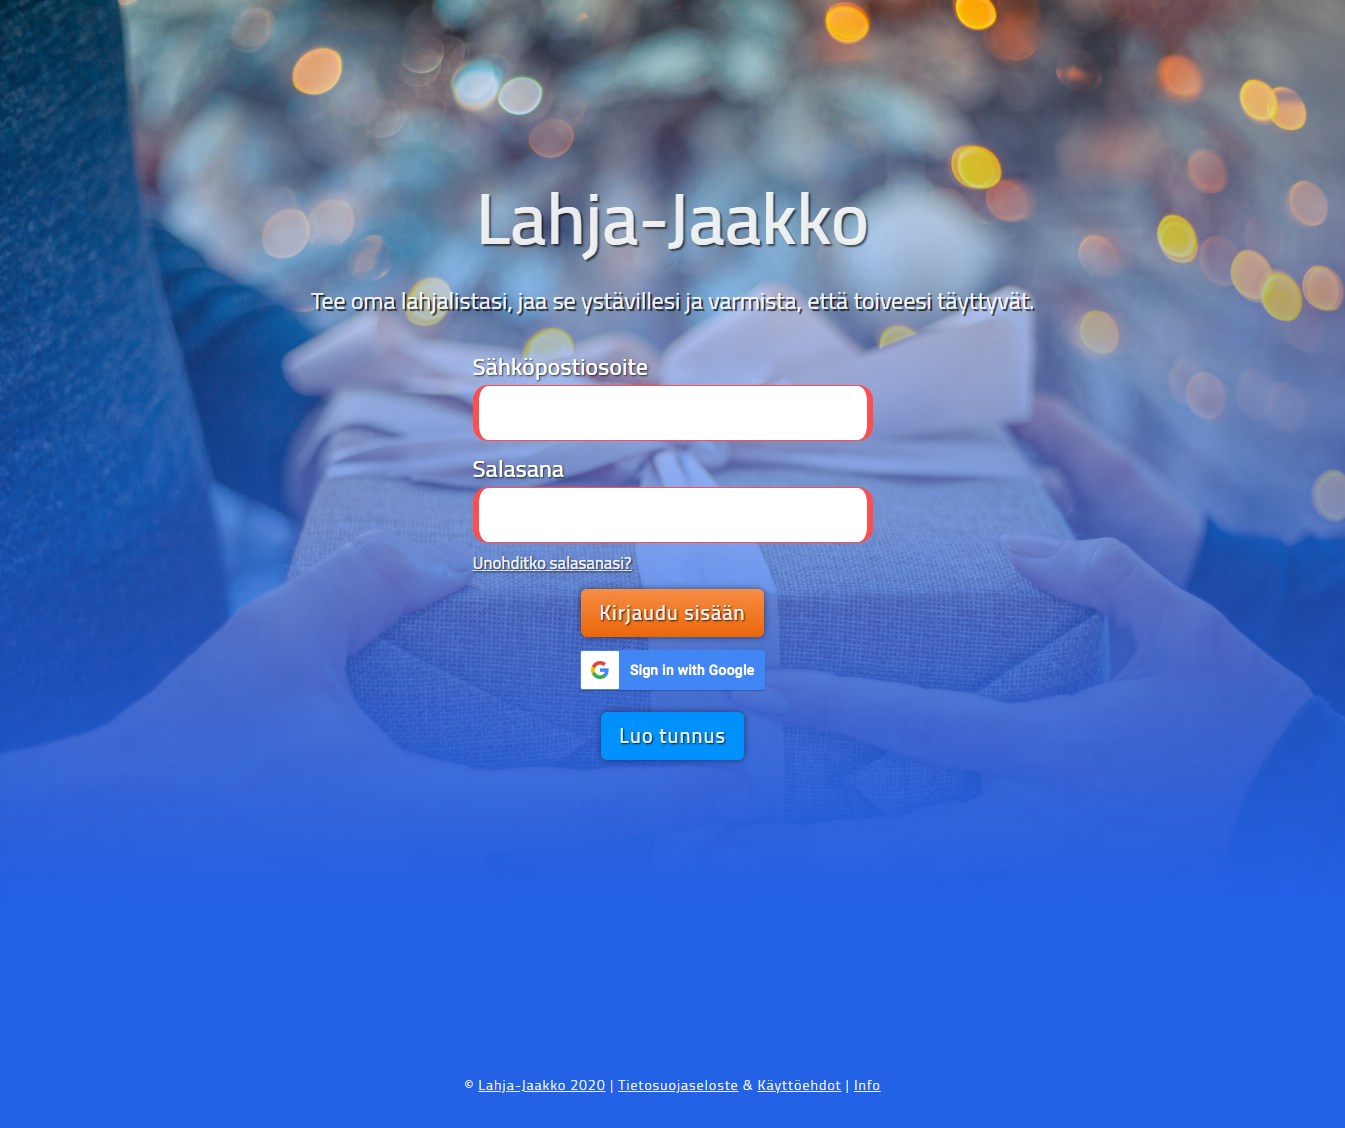 Lahja-Jaakko
Tee oma lahjalistasi, jaa se ystävillesi ja varmista, että toiveesi täyttyvät.
Sähköpostiosoite
Salasana
Unohditko salasanasi?
Kirjaudu sisään
Sign in with Google
Luo tunnus
© Lahja-Jaakko 2020 | Tietosuojaseloste & Käyttöehdot | Info